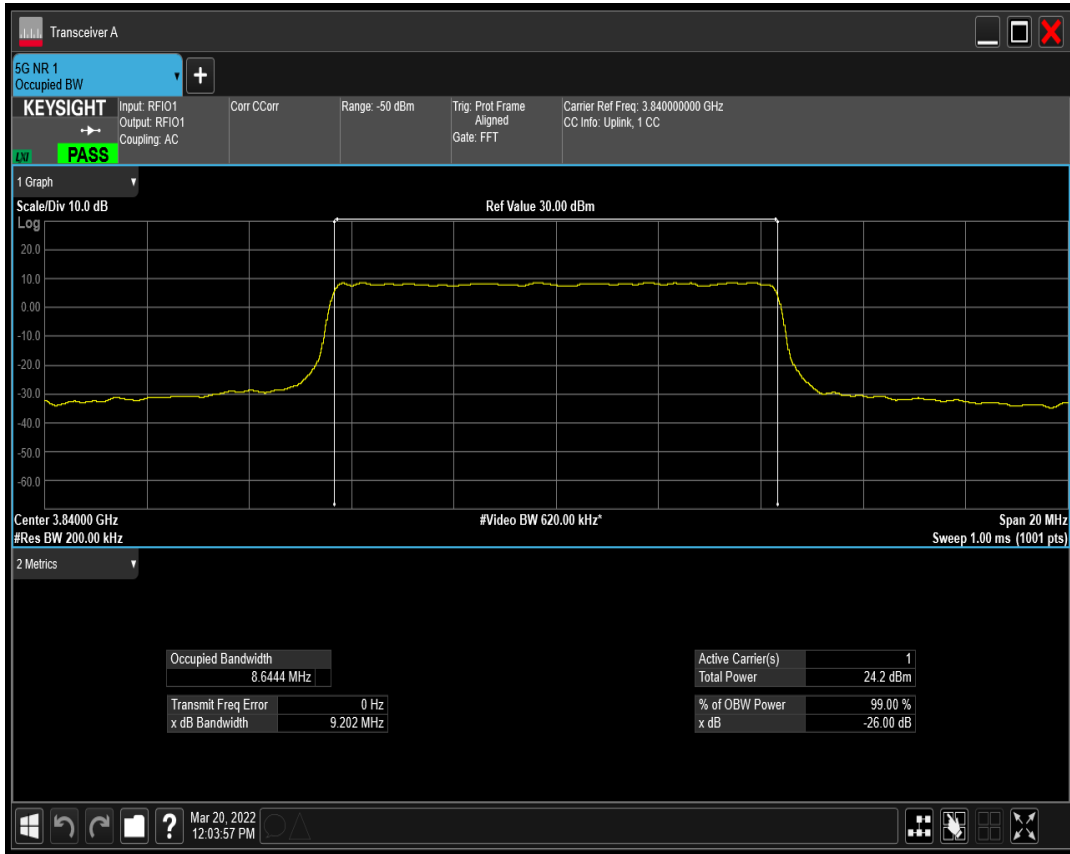 Transceiver A
5G NR 1
Occupied BW
+
KEYSIGHT
LXI
PASS
Input: RFIO1
Output: RFIO1
Coupling: AC
Corr CCorr
Range: -50 dBm
Trig: Prot Frame
Aligned
Gate: FFT
Carrier Ref Freq: 3.840000000 GHz
CC Info: Uplink, 1 CC
1 Graph
Scale/Div 10.0 dB
Ref Value 30.00 dBm
Log
20.0
10.0
0.00
-10.0
-20.0
-30.0
-40.0
-50.0
-60.0
Center 3.84000 GHz
#Video BW 620.00 kHz*
Span 20 MHz
#Res BW 200.00 kHz
Sweep 1.00 ms (1001 pts)
2 Metrics
Occupied Bandwidth
8.6444 MHz
Transmit Freq Error 0 Hz
x dB Bandwidth 9.202 MHz
Active Carrier(s) 1
Total Power 24.2 dBm
% of OBW Power 99.00 %
x dB -26.00 dB
?
Mar 20, 2022
12:03:57 PM